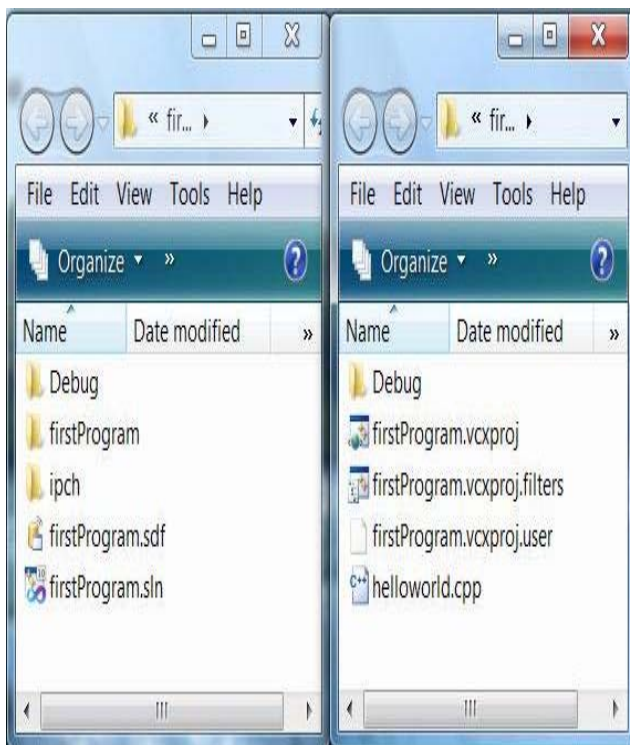 « fir...
File Edit View Tools Help
Organize »
?
Name Date modified »
Debug
firstProgram
ipch
firstProgram.sdf
firstProgram.sln
« fir...
File Edit View Tools Help
Organize »
?
Name Date modified »
Debug
firstProgram.vcxproj
firstProgram.vcxproj.filters
firstProgram.vcxproj.user
C++ helloworld.cpp